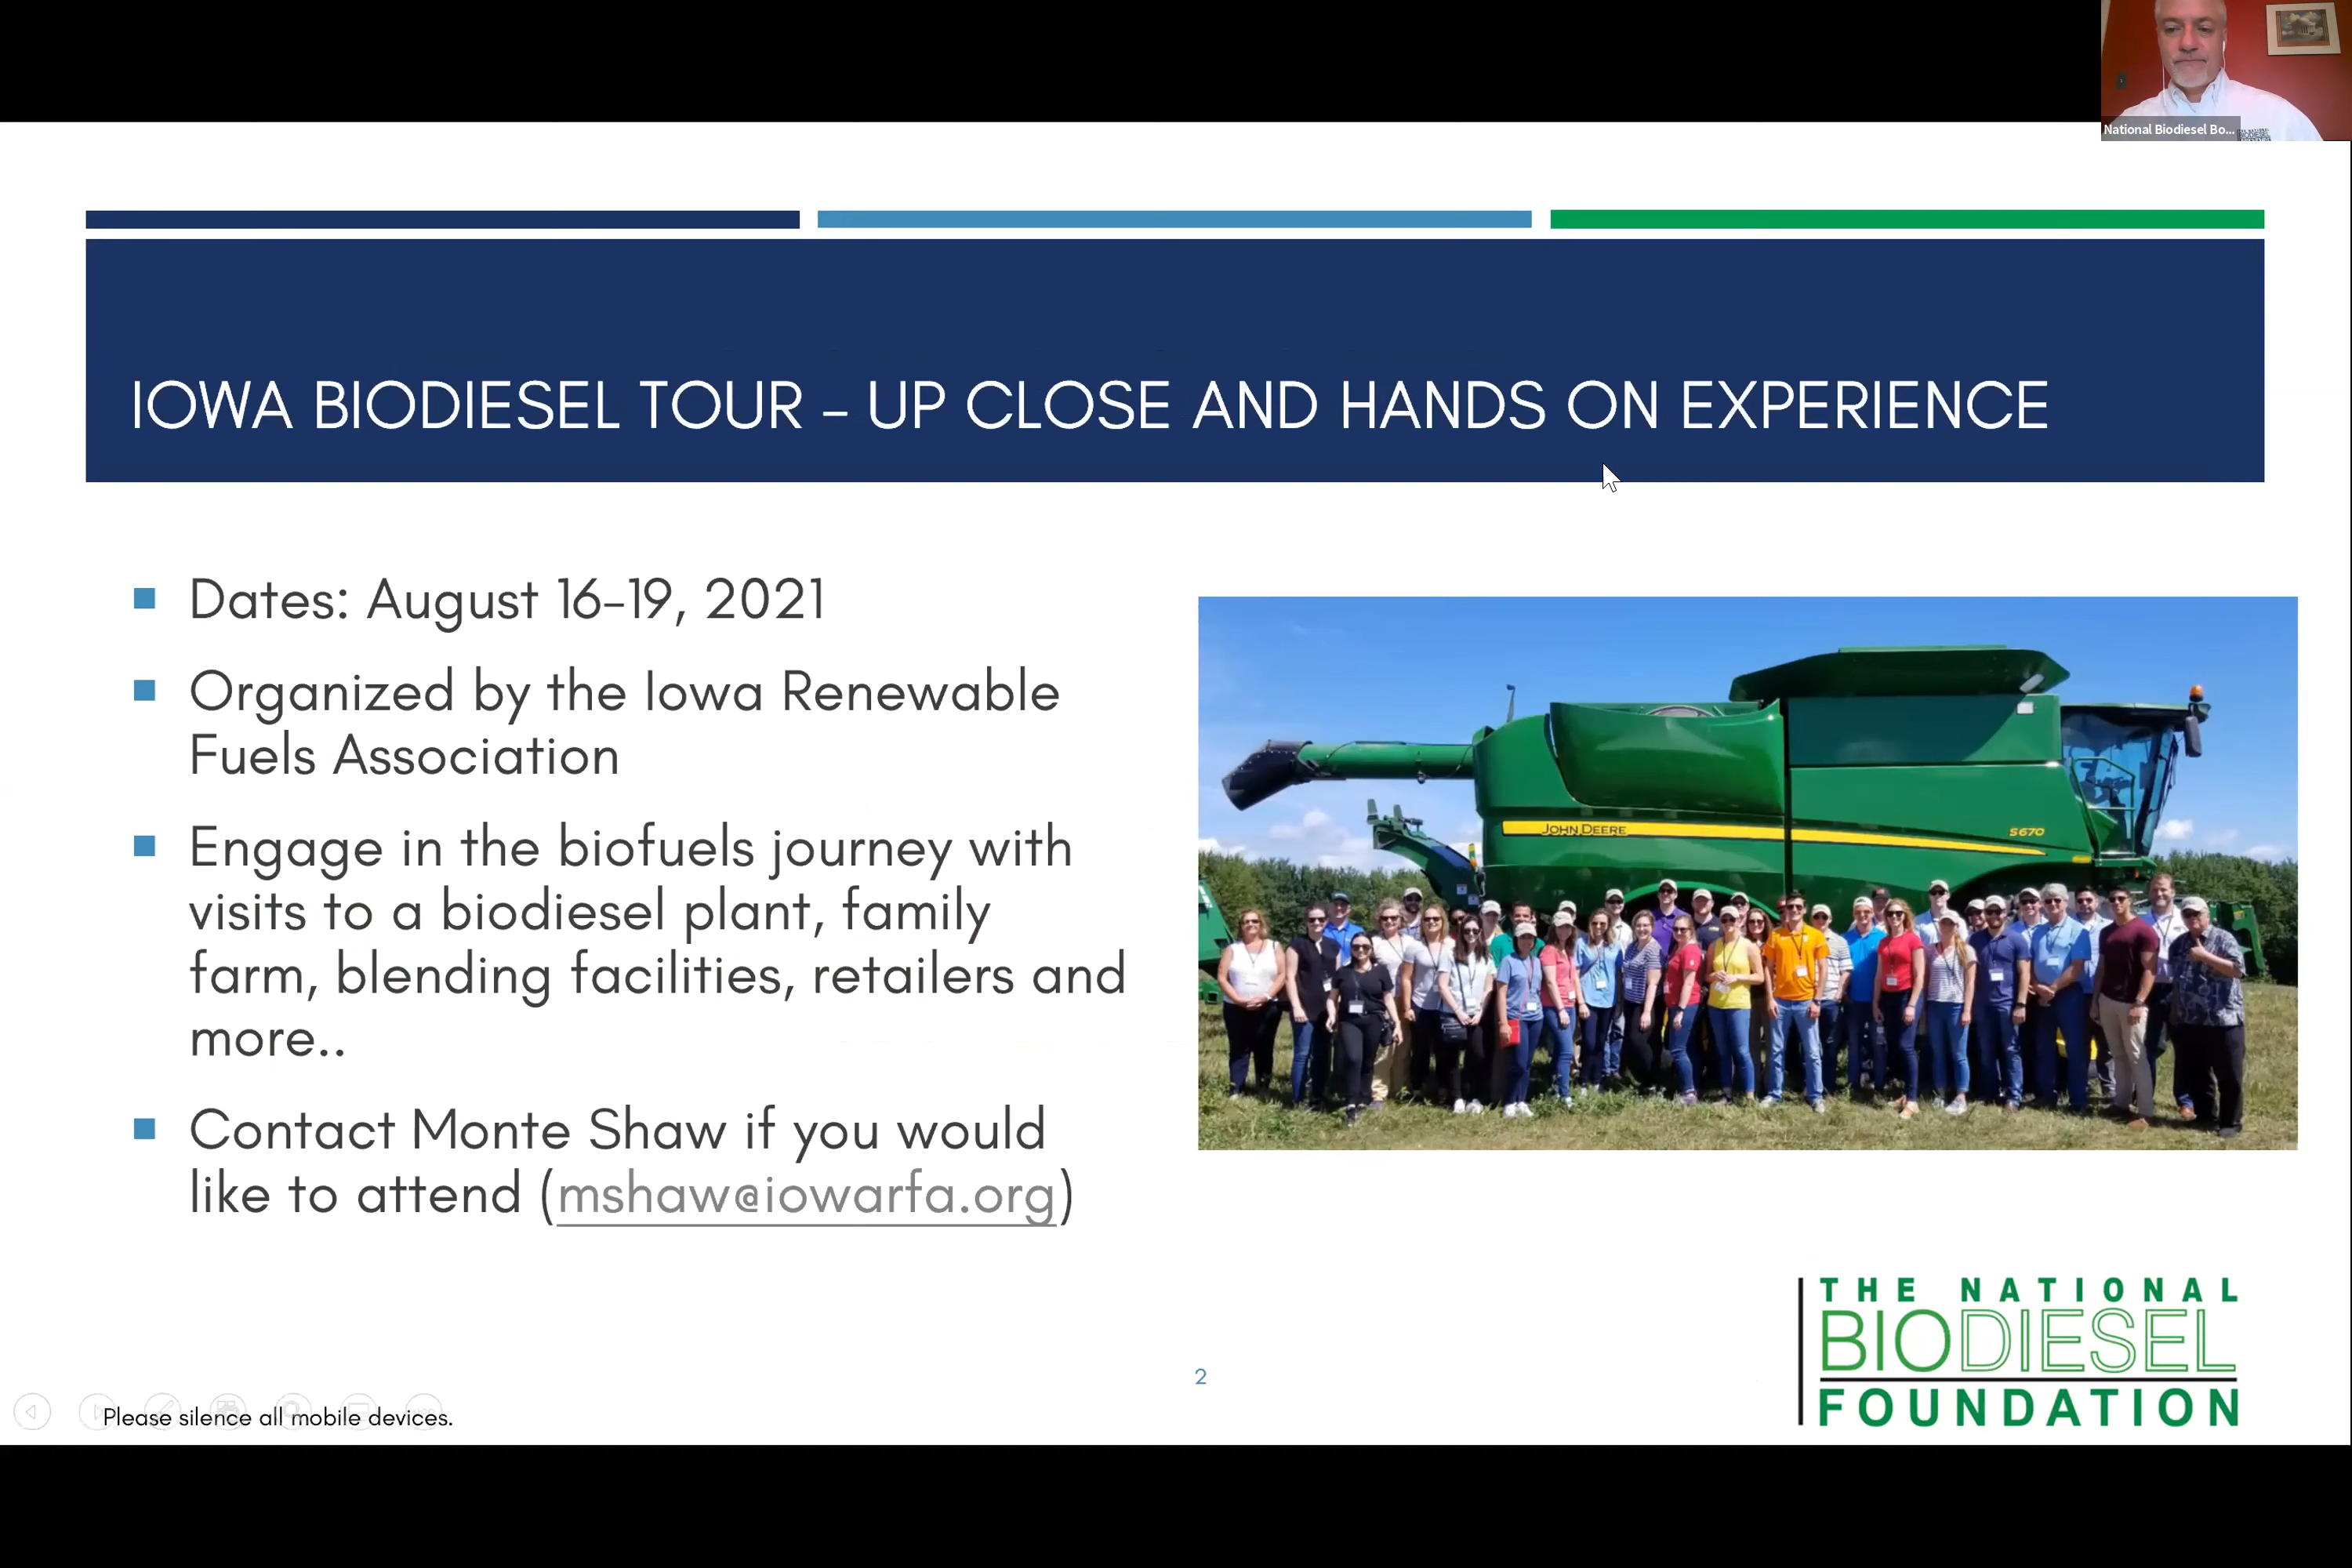 National Biodiesel Bo...
IOWA BIODIESEL TOUR – UP CLOSE AND HANDS ON EXPERIENCE
Dates: August 16-19, 2021
Organized by the Iowa Renewable
Fuels Association
Engage in the biofuels journey with
visits to a biodiesel plant, family
farm, blending facilities, retailers and
more..
Contact Monte Shaw if you would
like to attend (mshaw@iowarfa.org)
JOHN DEERE
S670
THE NATIONAL
BIODIESEL
FOUNDATION
2
Please silence all mobile devices.